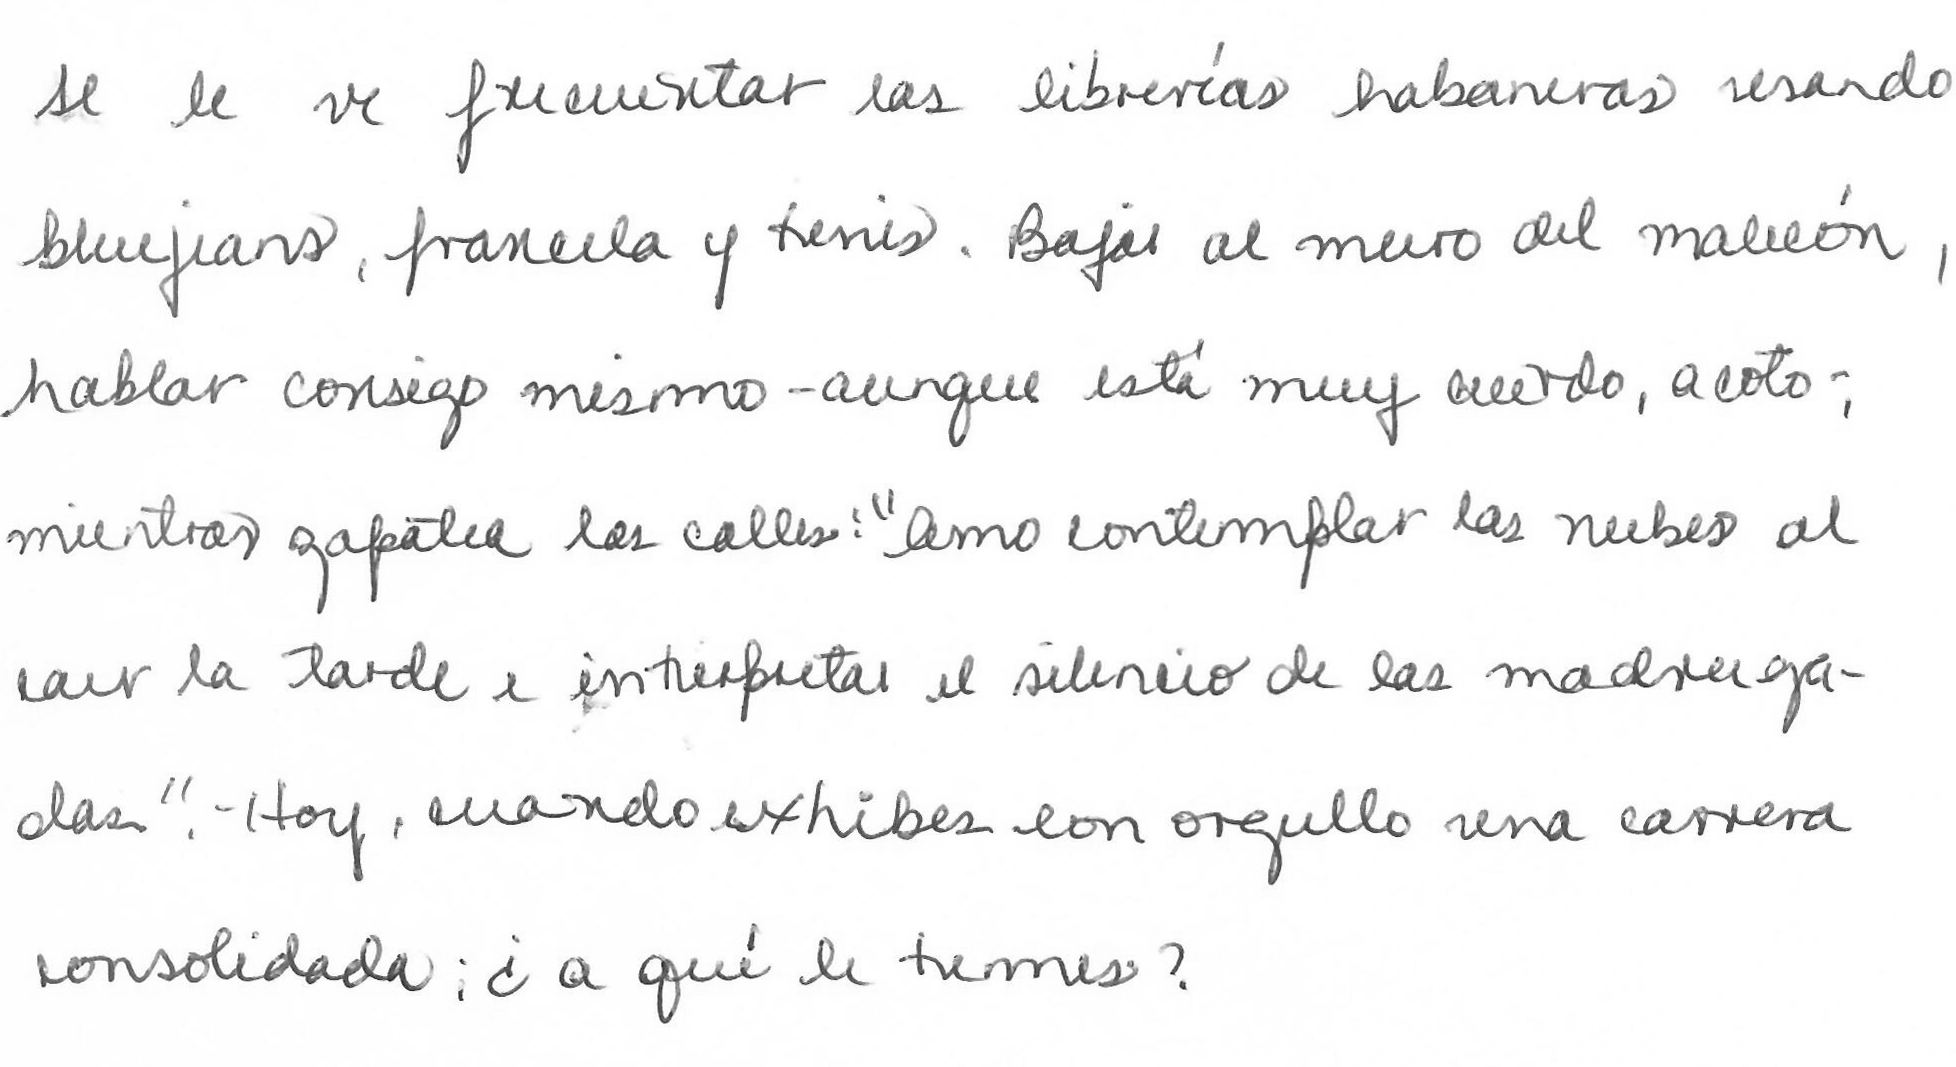 se le ve frecuentar las librerías habaneras usando
bluejeans, franela y tenis. Bajar al muro del malecón,
hablar consigo mismo -aunque está muy cuerdo, acoto-;
mientras zapatea las calles: "Amo contemplar las nubes al
caer la tarde e interpretar el silencio de las madruga-
das". -Hoy, cuando exhibes con orgullo una carrera
consolidada; ¿a qué le temes?